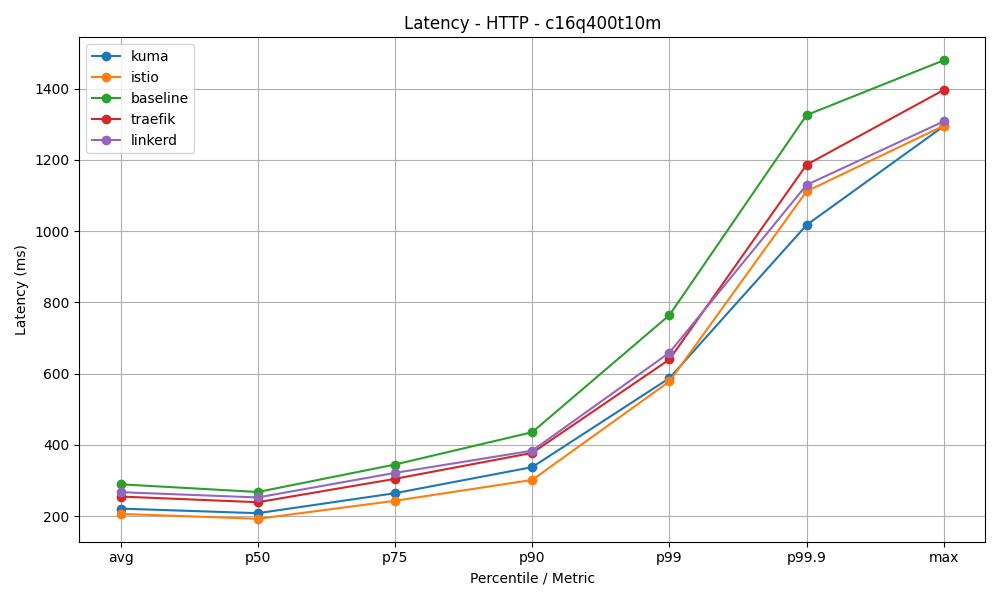 Latency - HTTP - c16q400t10m
kuma
istio
baseline
traefik
linkerd
Latency (ms)
1400
1200
1000
800
600
400
200
avg p50 p75 p90 p99 p99.9 max
Percentile / Metric